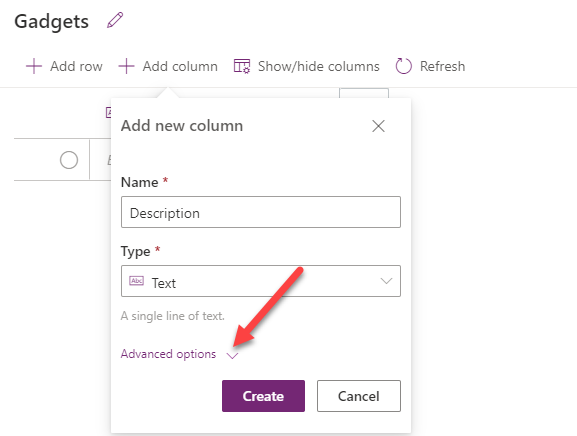 Gadgets
Add row Add column Show/hide columns Refresh
Add new column
Name *
Description
Type *
Abc Text
A single line of text.
Advanced options
Create Cancel